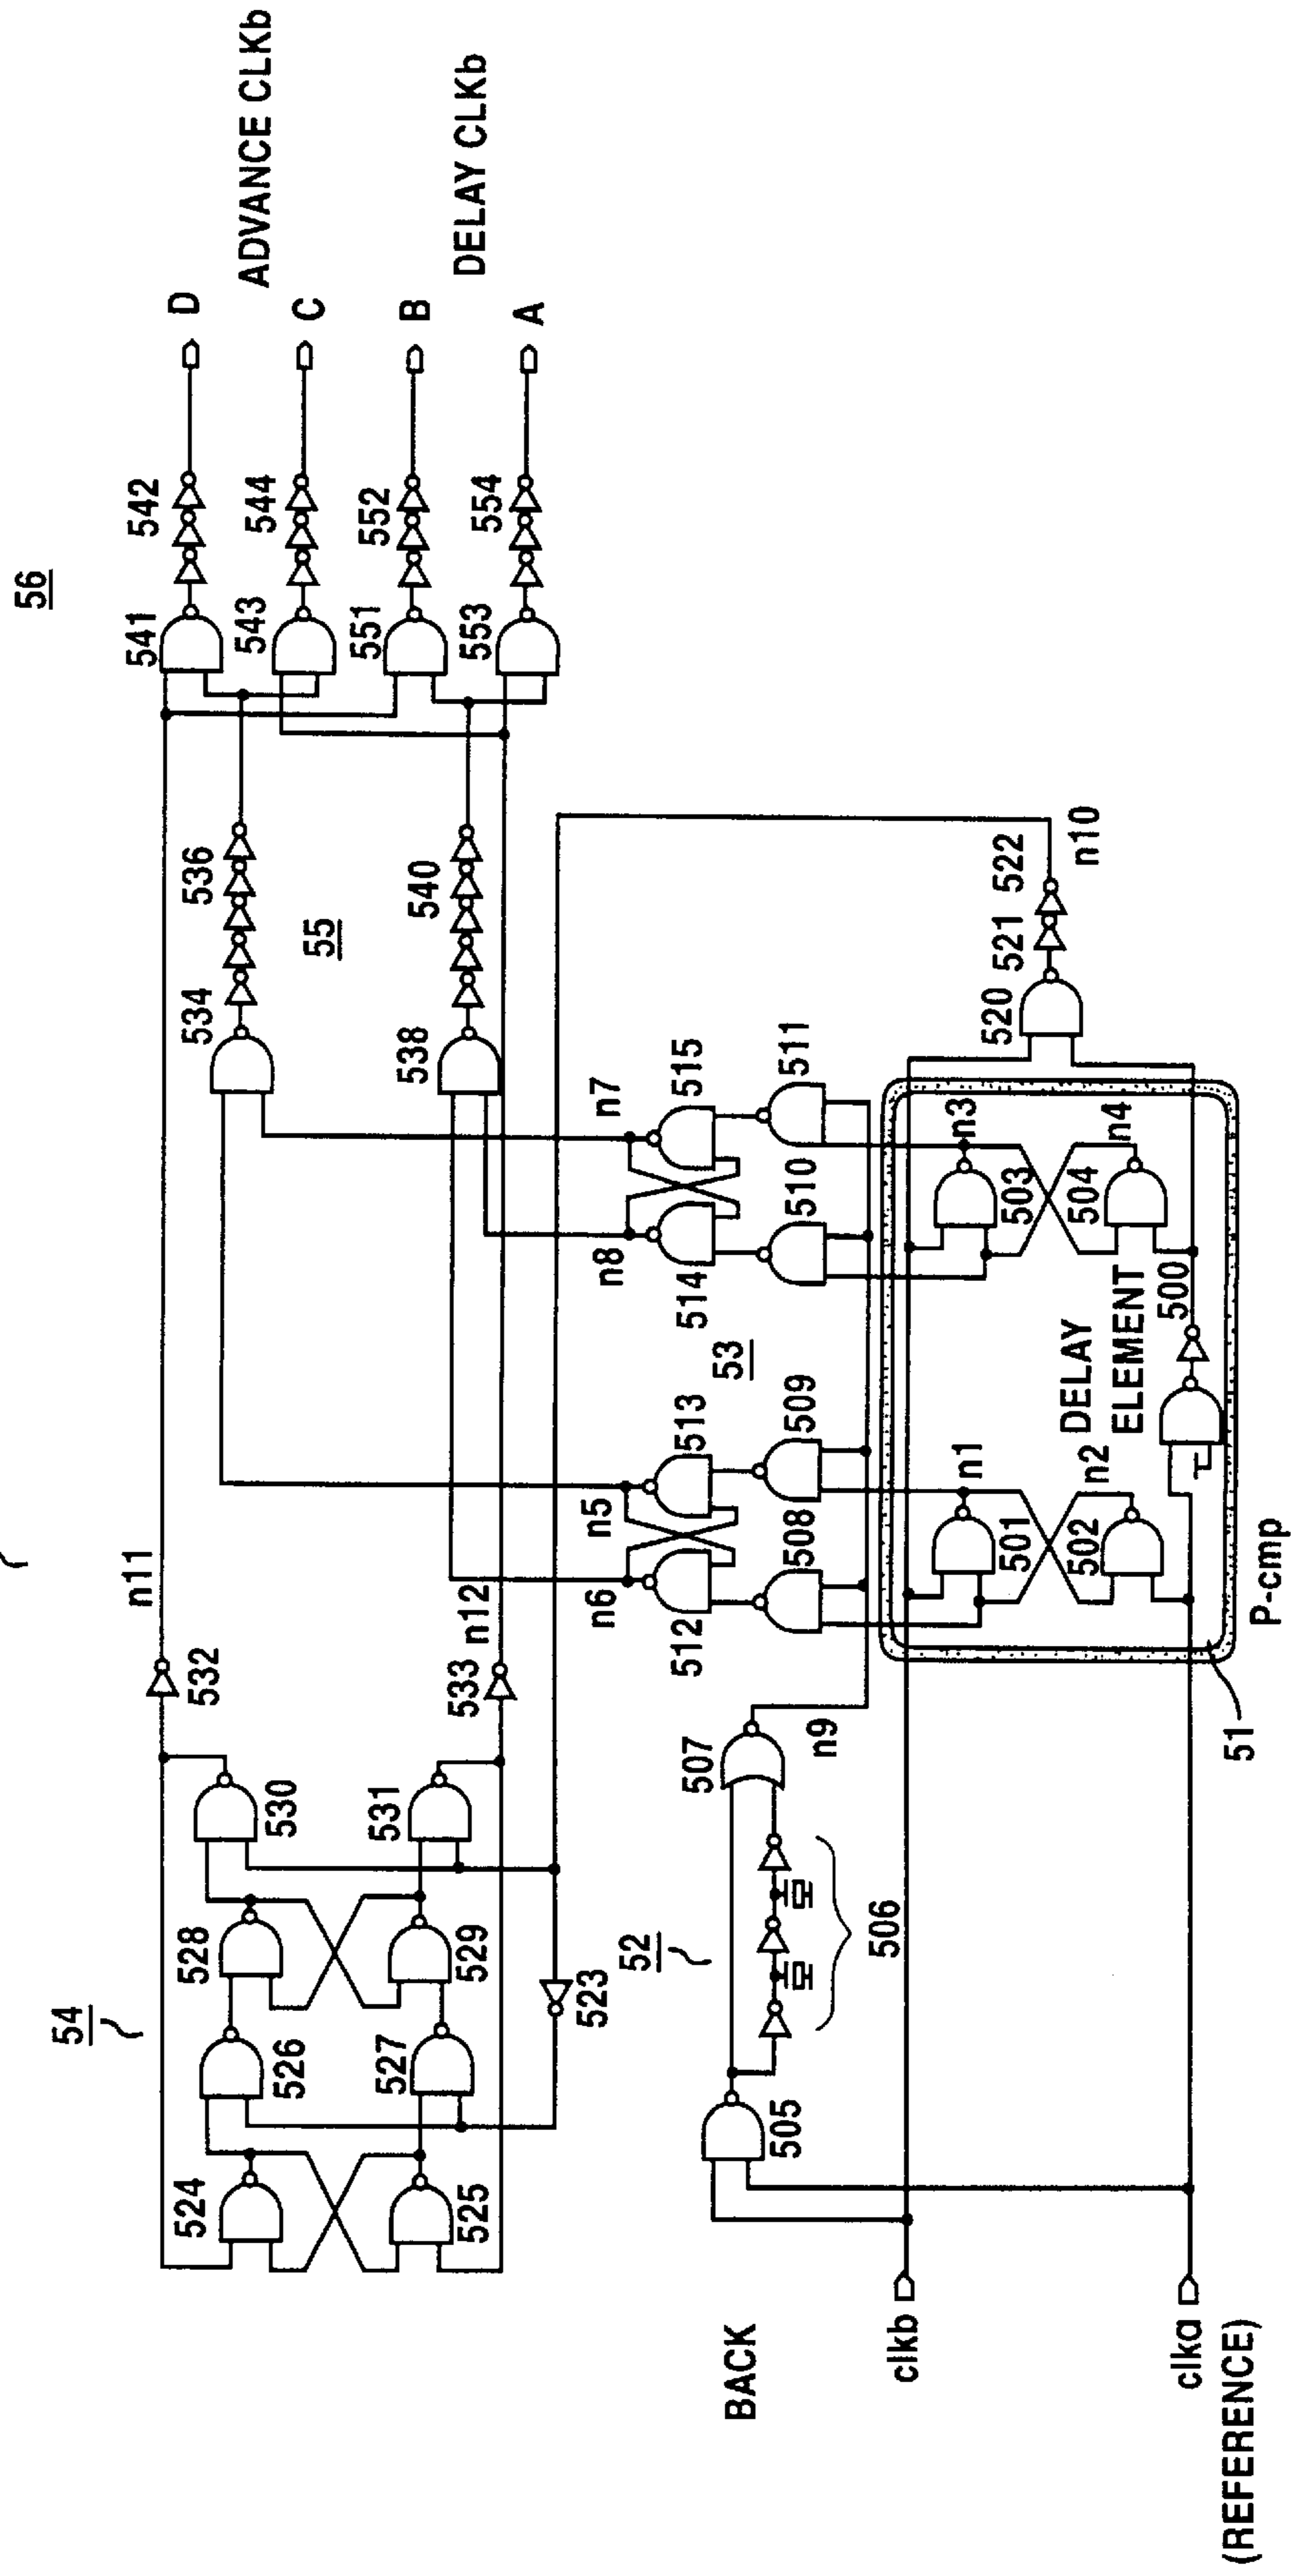 56
54
n11
532
530
524
526
528
525
527
529
531
533
n12
523
534
536
55
538
540
541
542
D
ADVANCE CLKb
543
544
C
551
552
B
DELAY CLKb
553
554
A
n5
n6
n7
n8
512
513
53
514
515
508
509
510
511
52
505
506
507
n9
BACK
clkb
clka
(REFERENCE)
n1
501
n2
502
DELAY
ELEMENT
500
n3
503
n4
504
51
P-cmp
520
521
522
n10